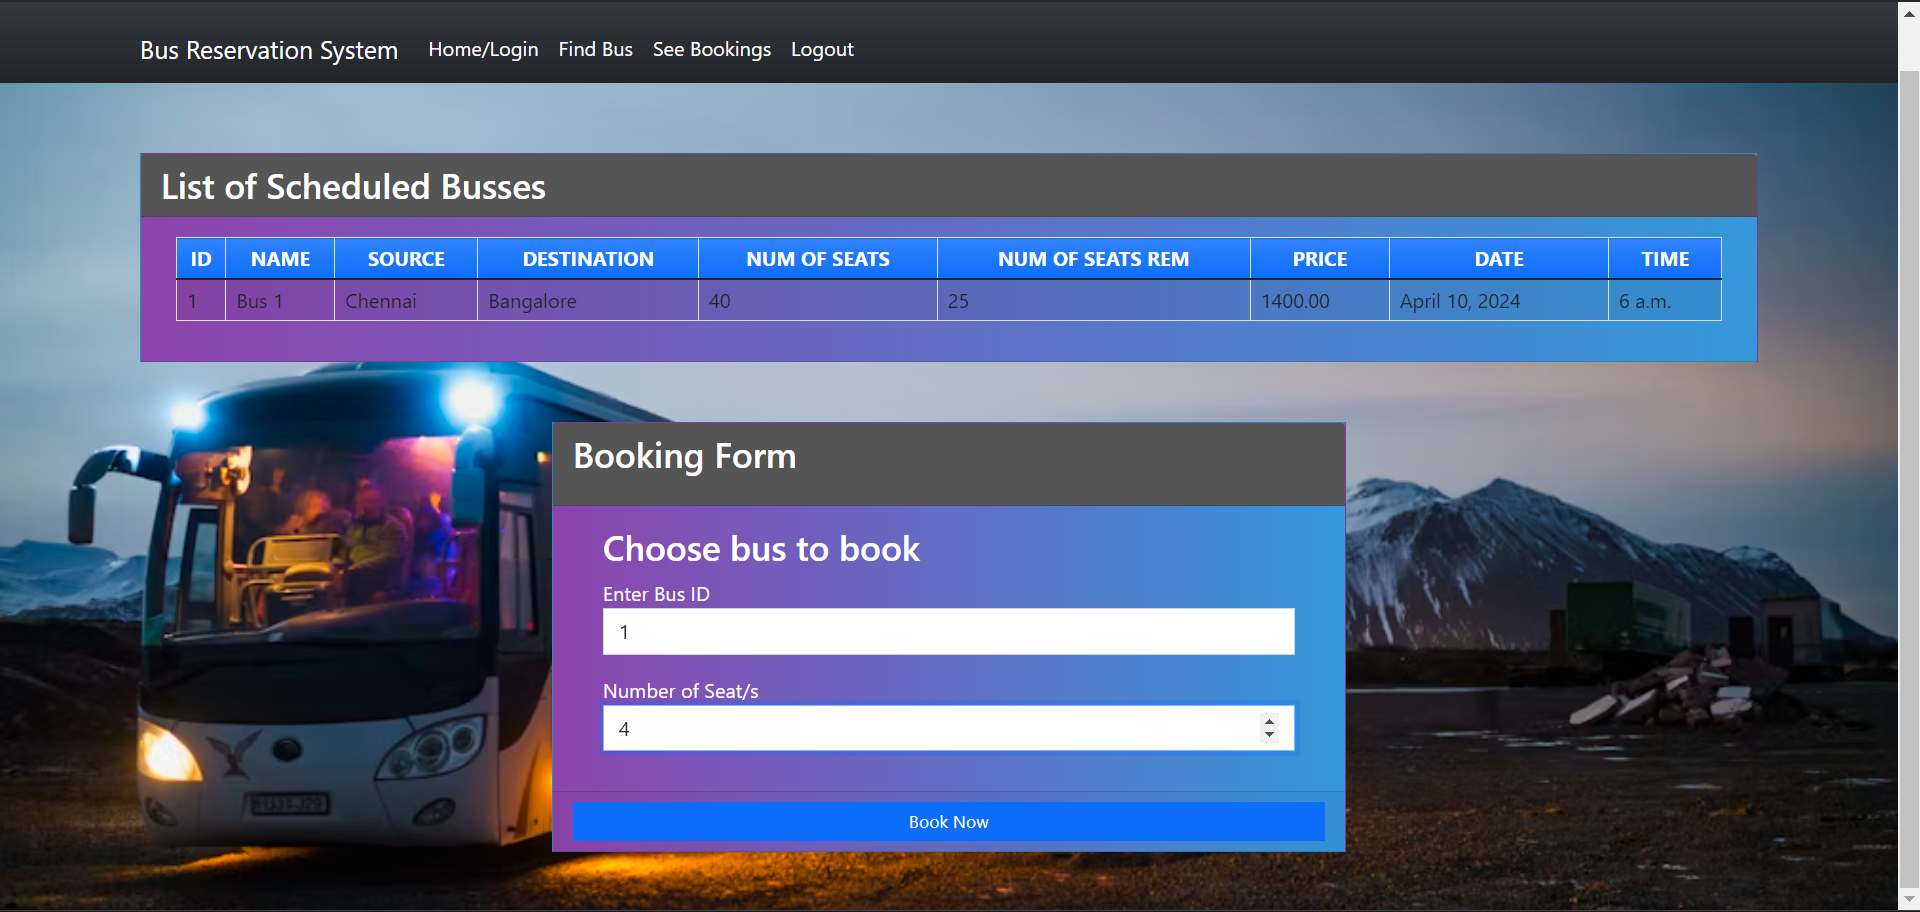 Bus Reservation System Home/Login Find Bus See Bookings Logout
List of Scheduled Busses
ID NAME SOURCE DESTINATION NUM OF SEATS NUM OF SEATS REM PRICE DATE TIME
1 Bus 1 Chennai Bangalore 40 25 1400.00 April 10, 2024 6 a.m.
Booking Form
Choose bus to book
Enter Bus ID
1
Number of Seat/s
4
Book Now